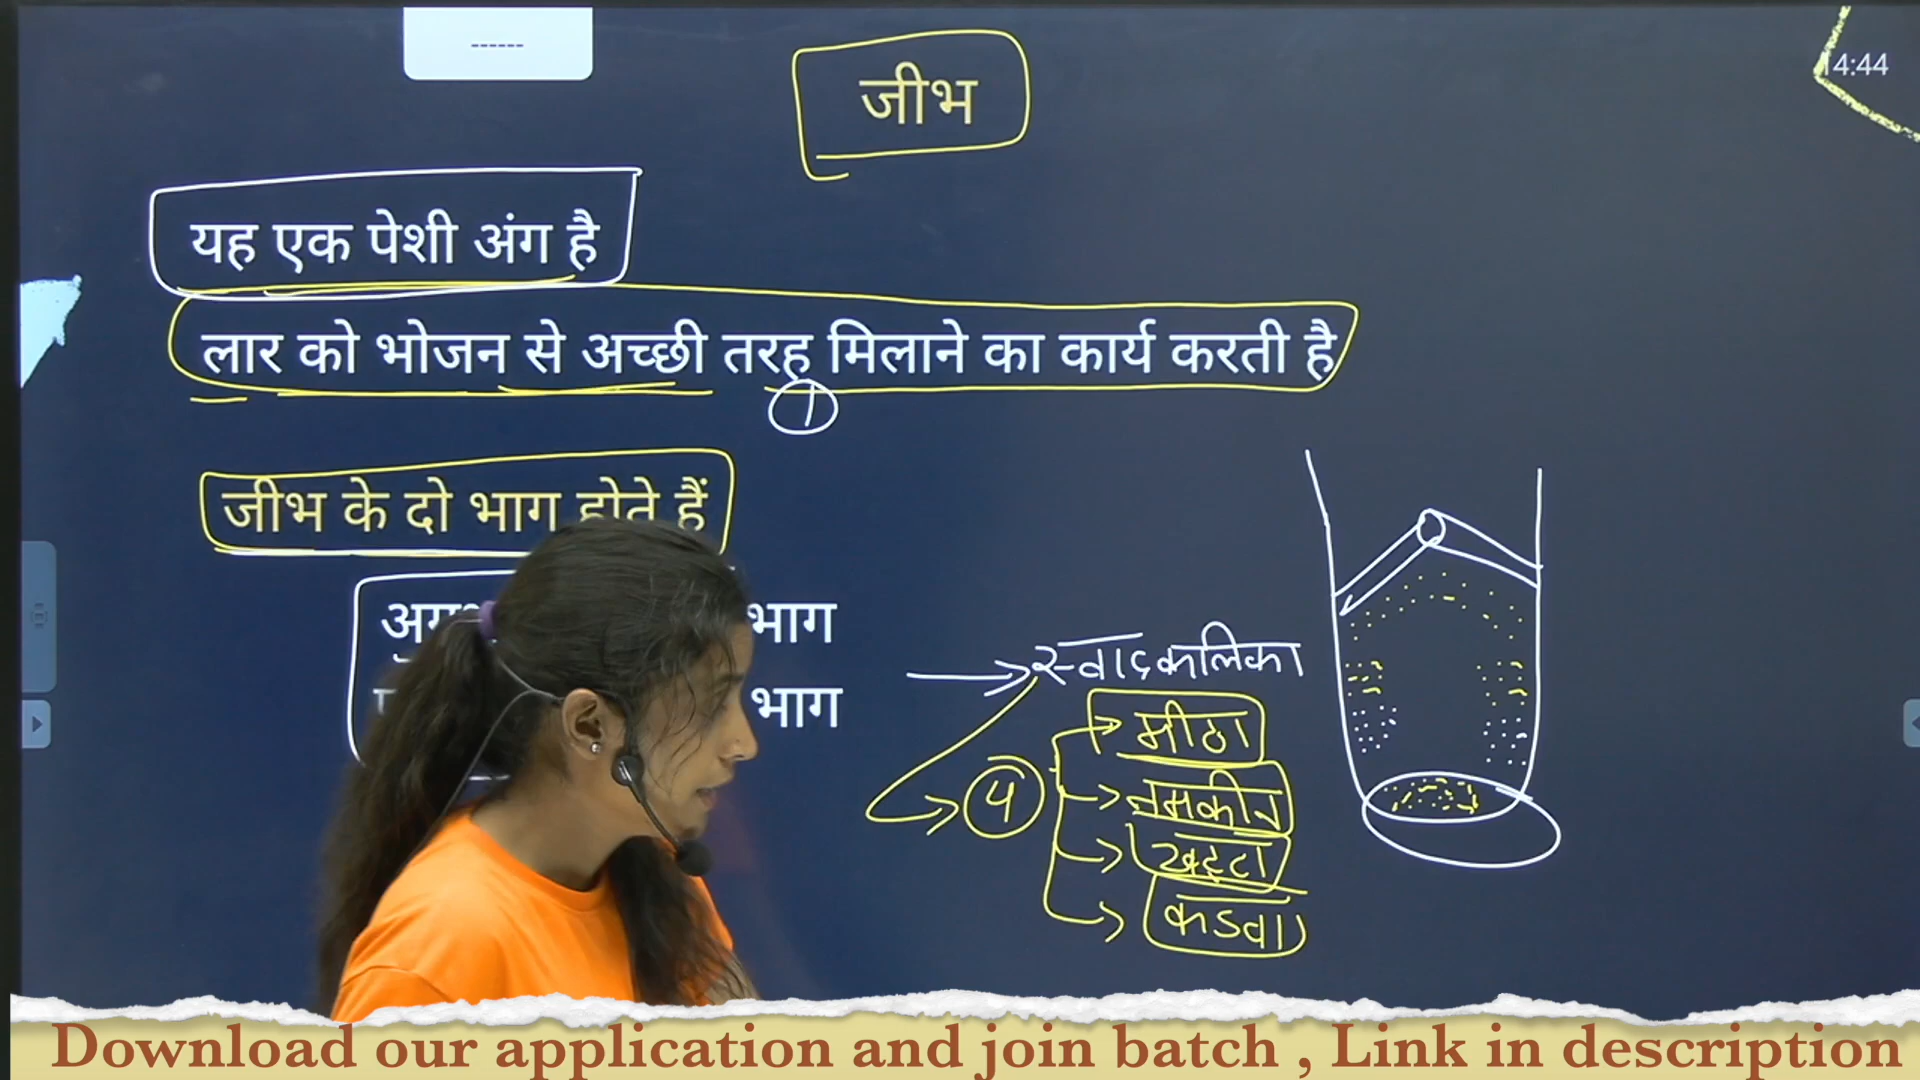 ------
4:44
जीभ
यह एक पेशी अंग है
लार को भोजन से अच्छी तरह मिलाने का कार्य करती है
1
जीभ के दो भाग होते हैं
भाग
भाग
स्वादकलिका
4
मीठा
नमकीन
खट्टा
कडवा
Download our application and join batch , Link in description